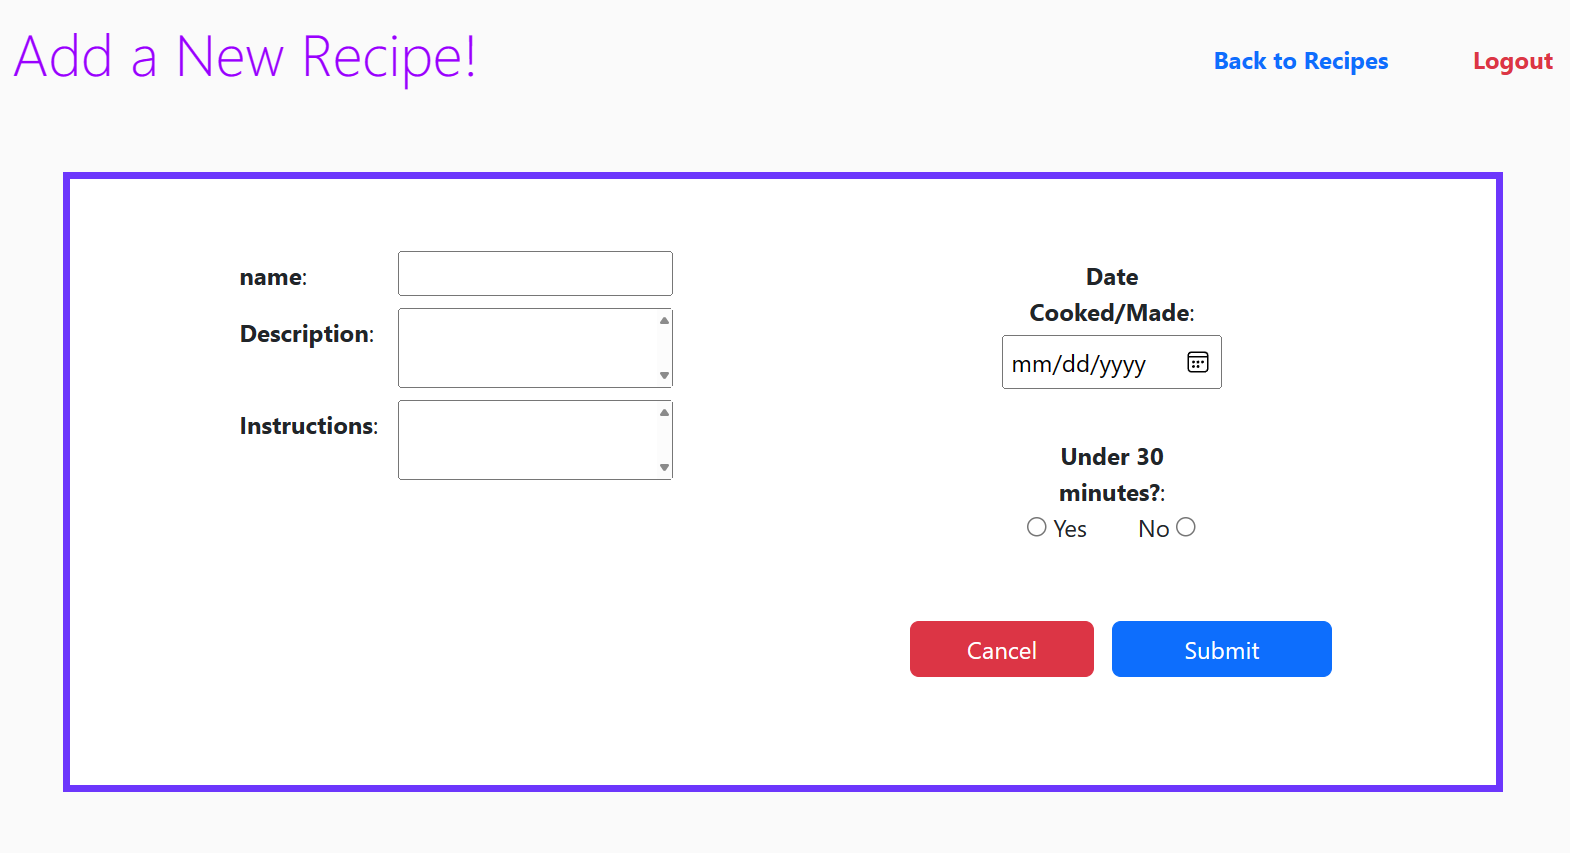 Add a New Recipe!
Back to Recipes
Logout
name:
Description:
Instructions:
Date
Cooked/Made:
mm/dd/yyyy
Under 30
minutes?:
Yes No
Cancel
Submit